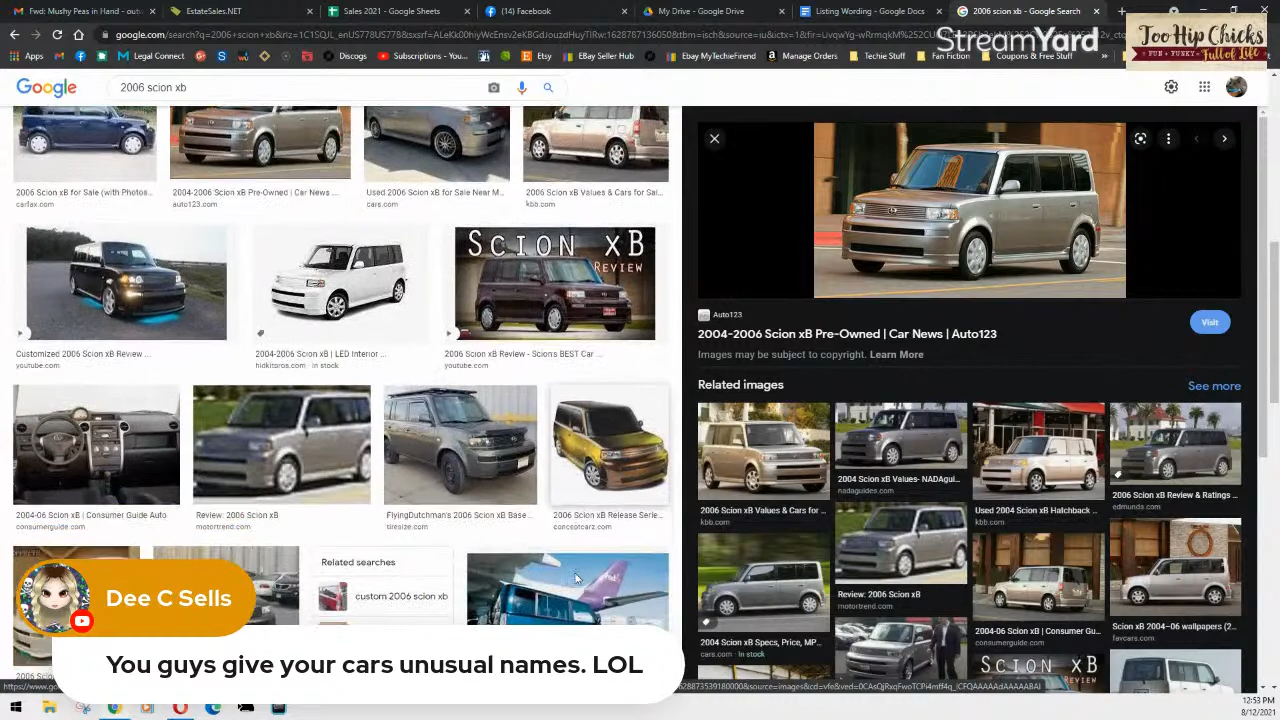 Fwd: Mushy Peas in Hand - outw
EstateSales.NET
Sales 2021 - Google Sheets
(14) Facebook
My Drive - Google Drive
Listing Wording - Google Docs
2006 scion xb - Google Search
StreamYard
Too Hip Chicks
FUN + FUNKY
Full of Life
Apps
Gmail
Legal Connect
Disco
Subscriptions - You...
Etsy
EBay Seller Hub
Ebay MyTechieFriend
Manage Orders
Techie Stuff
Fan Fiction
Coupons & Free Stuff
Google
2006 scion xb
2006 Scion xB for Sale (with Photos...
carfax.com
2004-2006 Scion xB Pre-Owned | Car News ...
auto123.com
Used 2006 Scion xB for Sale Near M...
cars.com
2006 Scion xB Values & Cars for Sal...
kbb.com
SCION xB
REVIEW
Customized 2006 Scion xB Review ...
youtube.com
2004-2006 Scion xB | LED Interior ...
hidkitpros.com · In stock
2006 Scion xB Review - Scion's BEST Car ...
youtube.com
2004-06 Scion xB | Consumer Guide Auto
consumerguide.com
Review: 2006 Scion xB
motortrend.com
FlyingDutchman's 2006 Scion xB Base...
tiresize.com
2006 Scion xB Release Serie...
conceptcarz.com
Related searches
custom 2006 scion xb
Auto123
Visit
2004-2006 Scion xB Pre-Owned | Car News | Auto123
Images may be subject to copyright. Learn More
Related images
See more
2006 Scion xB Values & Cars for ...
kbb.com
2004 Scion xB Values- NADAgui...
nadaguides.com
Used 2004 Scion xB Hatchback ...
kbb.com
2006 Scion xB Review & Ratings ...
edmunds.com
2004 Scion xB Specs, Price, MP...
cars.com · In stock
Review: 2006 Scion xB
motortrend.com
2004-06 Scion xB | Consumer Gu...
consumerguide.com
Scion xB 2004–06 wallpapers (2...
favcars.com
SCION xB
Dee C Sells
You guys give your cars unusual names. LOL
12:53 PM
8/12/2021